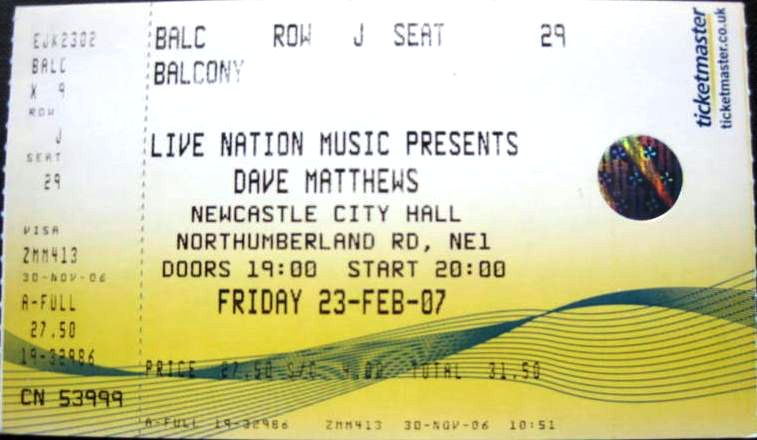 EJK2302
BALC
X 9
ROW
J
SEAT
29
VISA
ZMM413
30-NOV-06
A-FULL
27.50
19-32986
CN 53999
BALC ROW J SEAT 29
BALCONY
LIVE NATION MUSIC PRESENTS
DAVE MATTHEWS
NEWCASTLE CITY HALL
NORTHUMBERLAND RD, NE1
DOORS 19:00 START 20:00
FRIDAY 23-FEB-07
PRICE 27.50 S/C 4.00 TOTAL 31.50
A-FULL 19-32986 ZMM413 30-NOV-06 10:51
ticketmaster
ticketmaster.co.uk